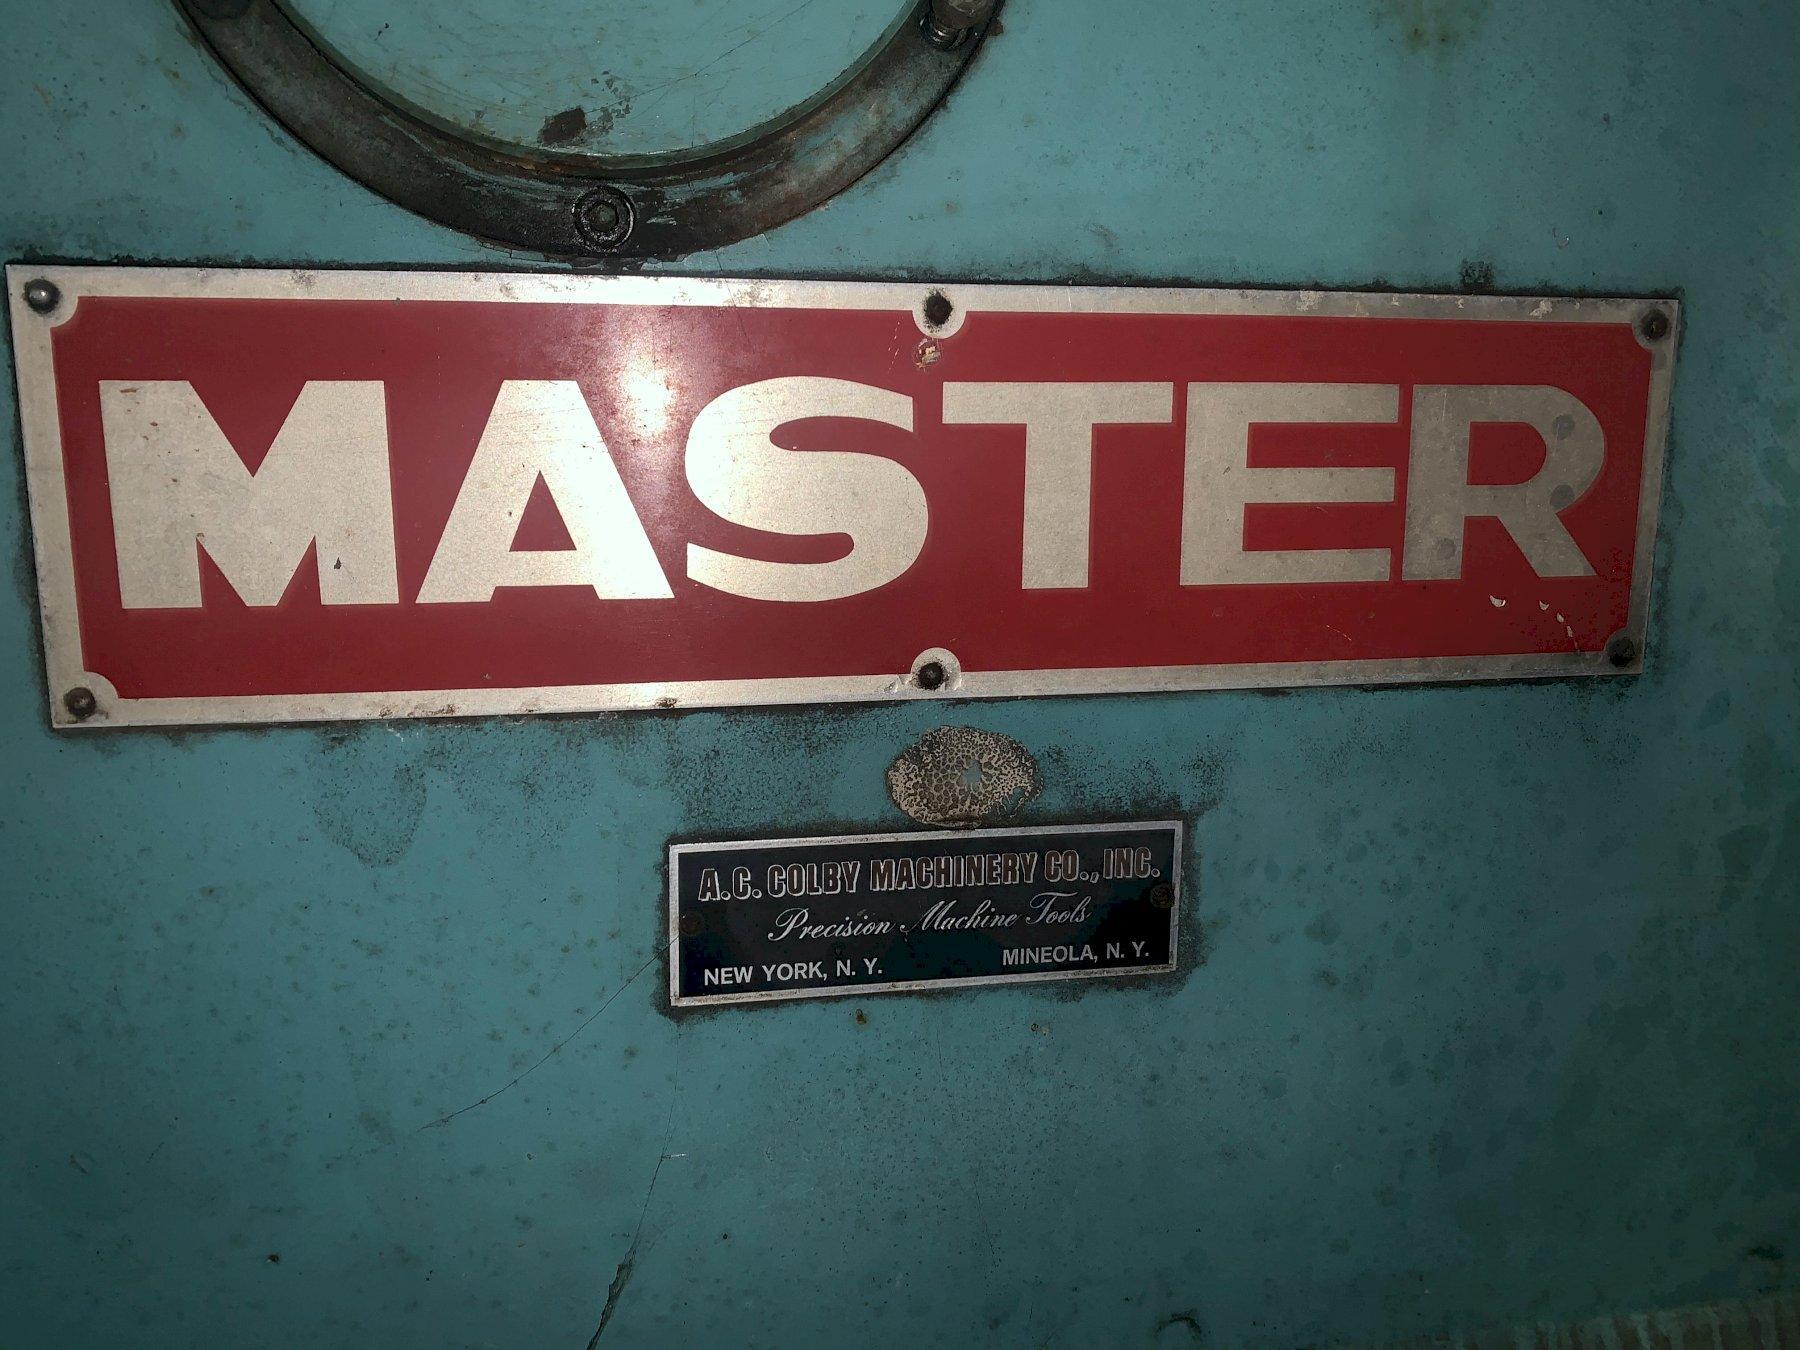 MASTER
A.C. COLBY MACHINERY CO., INC.
Precision Machine Tools
NEW YORK, N. Y. MINEOLA, N. Y.